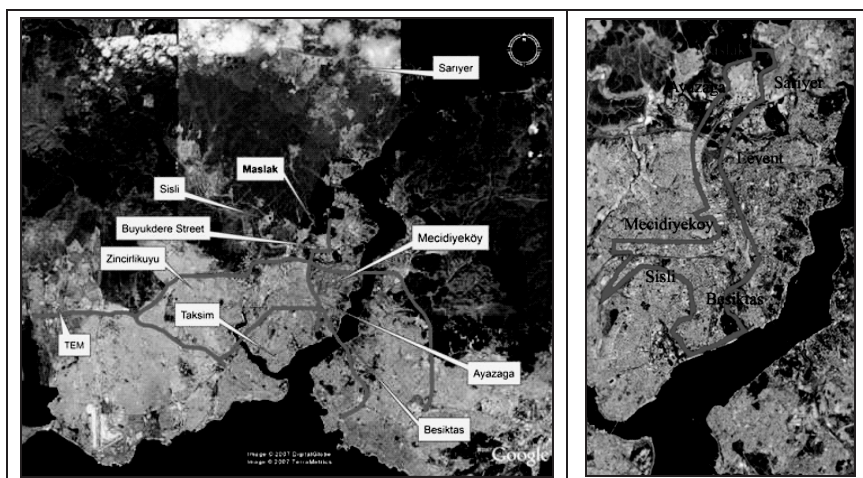 Sarıyer
Maslak
Sisli
Buyukdere Street
Mecidiyeköy
Zincirlikuyu
Taksim
TEM
Ayazaga
Besiktas
Image © 2007 DigitalGlobe
Image © 2007 TerraMetrics
Google
Ayazaga
Sarıyer
Levent
Mecidiyeköy
Sisli
Besiktas